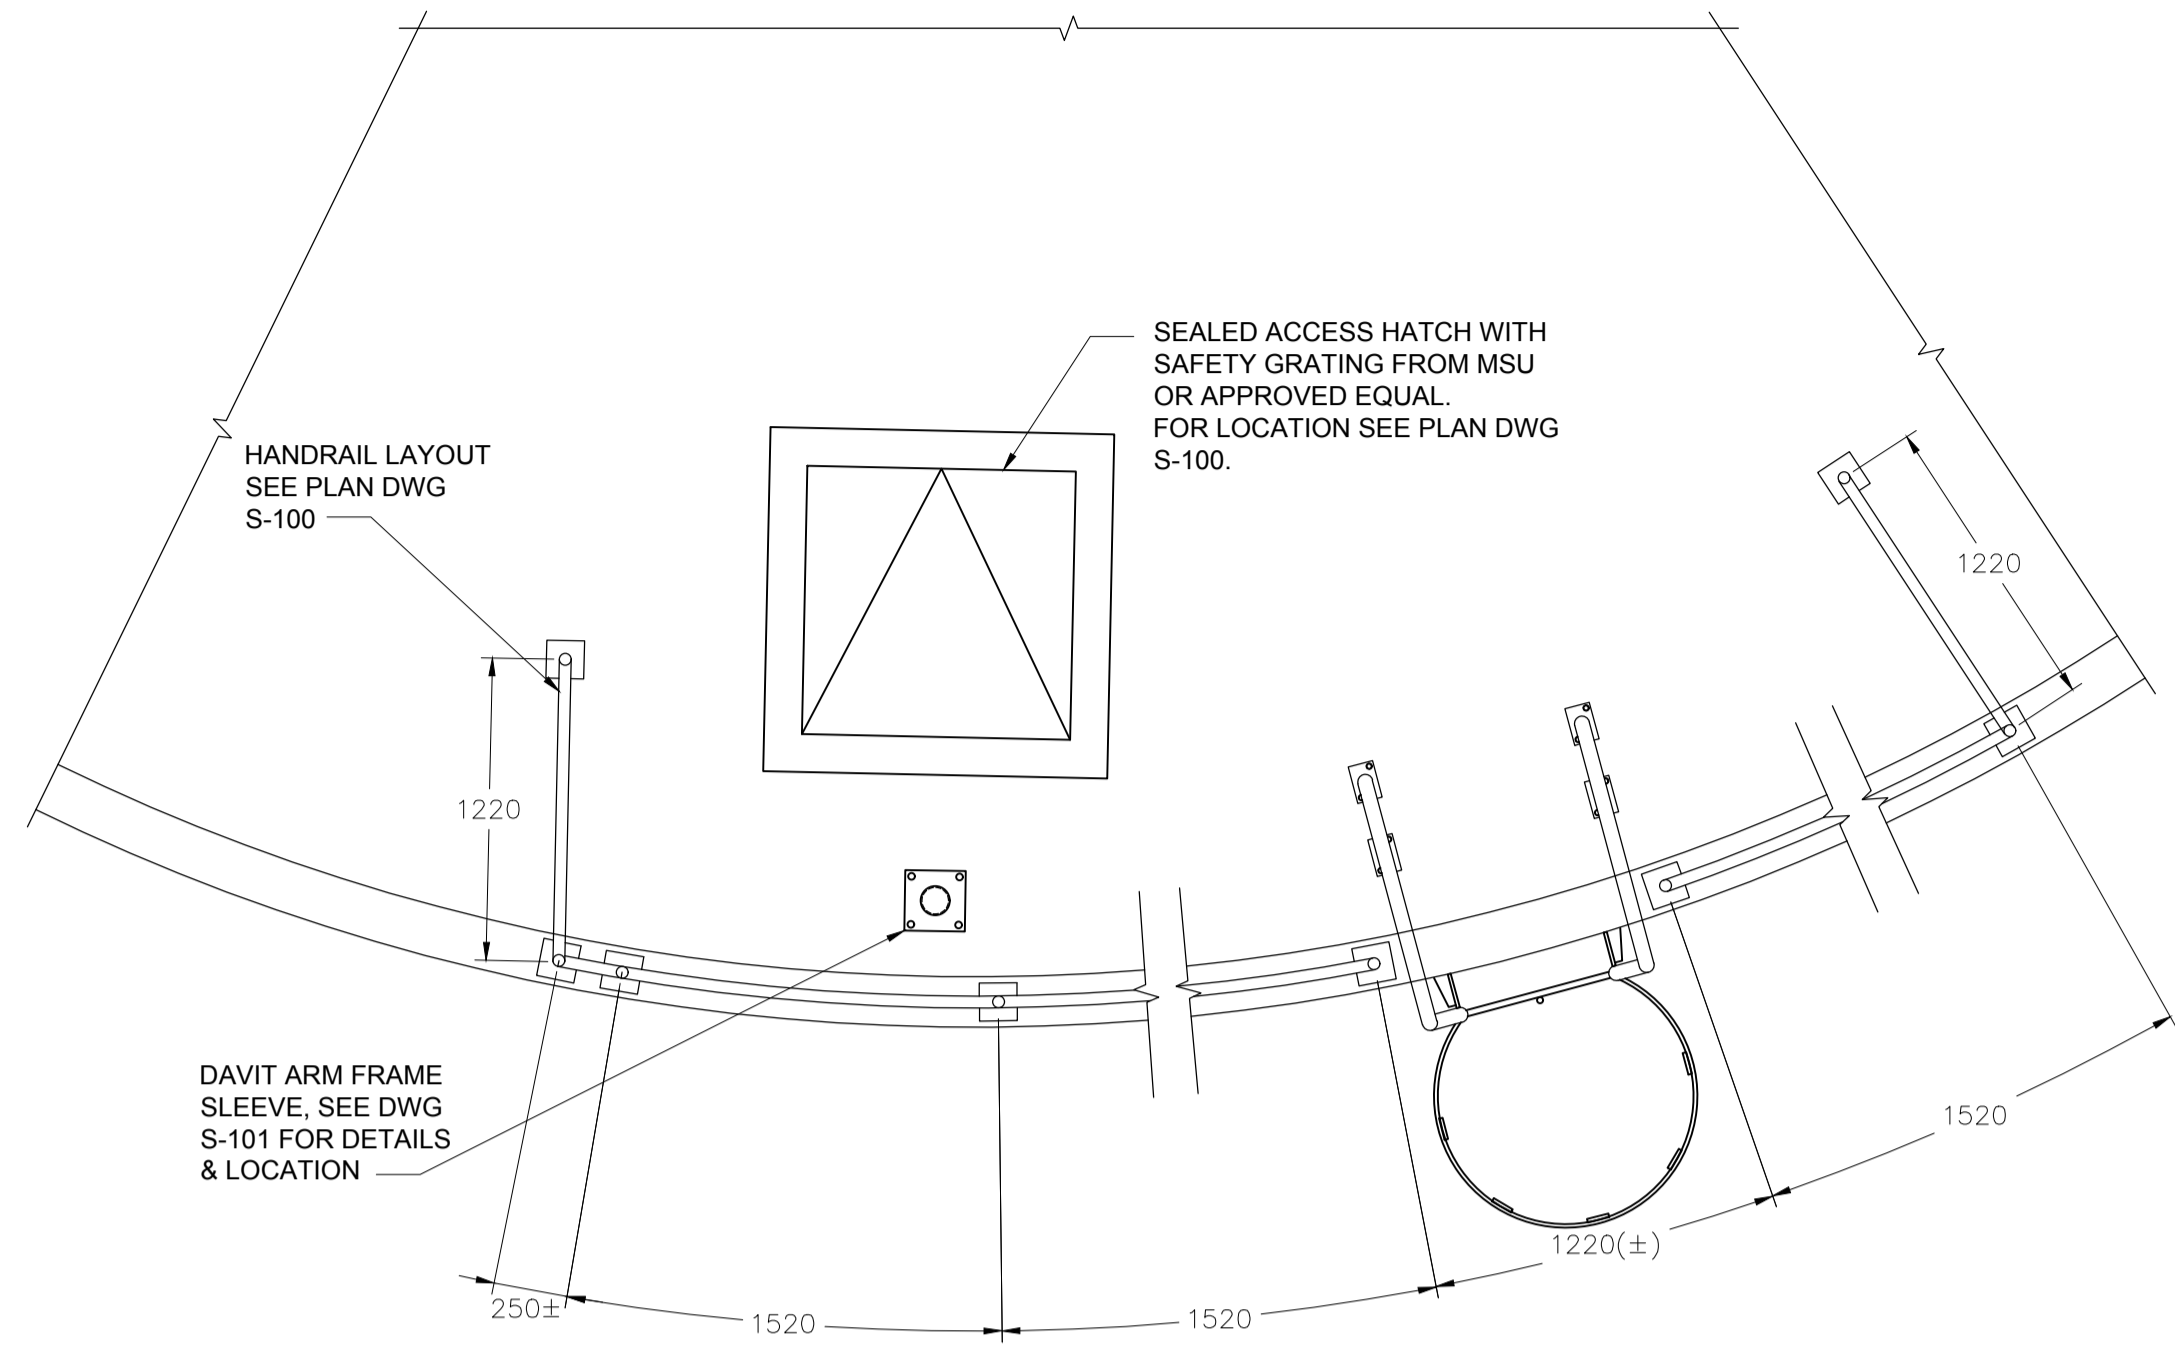 SEALED ACCESS HATCH WITH
SAFETY GRATING FROM MSU
OR APPROVED EQUAL.
FOR LOCATION SEE PLAN DWG
S-100.
HANDRAIL LAYOUT
SEE PLAN DWG
S-100
1220
1220
DAVIT ARM FRAME
SLEEVE, SEE DWG
S-101 FOR DETAILS
& LOCATION
1520
1220(±)
250±
1520
1520